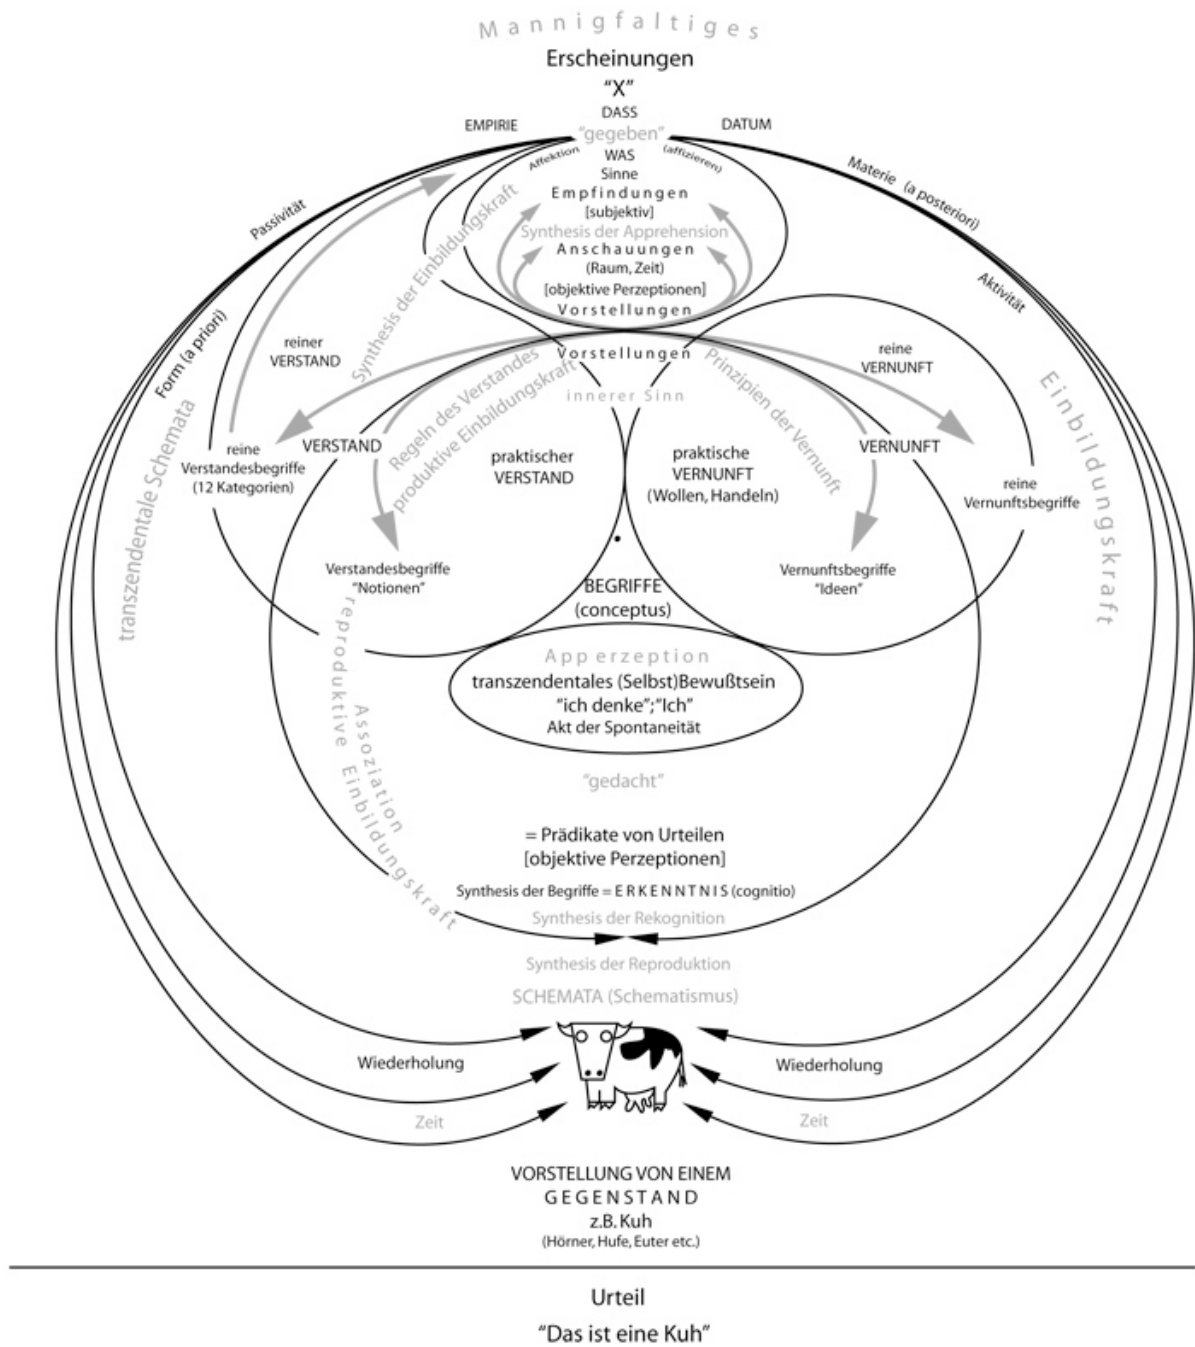 Mannigfaltiges
Erscheinungen
“X”
DASS
EMPIRIE
“gegeben”
DATUM
Affektion
WAS
(affizieren)
Sinne
Empfindungen
[subjektiv]
Synthesis der Apprehension
Anschauungen
(Raum, Zeit)
[objektive Perzeptionen]
Vorstellungen
Passivität
Materie (a posteriori)
Aktivität
Form (a priori)
Synthesis der Einbildungskraft
reiner
VERSTAND
Vorstellungen
reine
VERNUNFT
innerer Sinn
Regeln des Verstandes
produktive Einbildungskraft
Prinzipien der Vernunft
transzendentale Schemata
Einbildungskraft
reine
Verstandesbegriffe
(12 Kategorien)
VERSTAND
praktischer
VERSTAND
praktische
VERNUNFT
(Wollen, Handeln)
VERNUNFT
reine
Vernunftsbegriffe
Verstandesbegriffe
“Notionen”
Vernunftsbegriffe
“Ideen”
BEGRIFFE
(conceptus)
Apperzeption
transzendentales (Selbst)Bewußtsein
“ich denke”; “Ich”
Akt der Spontaneität
reproduktive Einbildungskraft
Assoziation
“gedacht”
= Prädikate von Urteilen
[objektive Perzeptionen]
Synthesis der Begriffe = ERKENNTNIS (cognitio)
Synthesis der Rekognition
Synthesis der Reproduktion
SCHEMATA (Schematismus)
Wiederholung
Wiederholung
Zeit
Zeit
VORSTELLUNG VON EINEM
GEGENSTAND
z.B. Kuh
(Hörner, Hufe, Euter etc.)
Urteil
“Das ist eine Kuh”